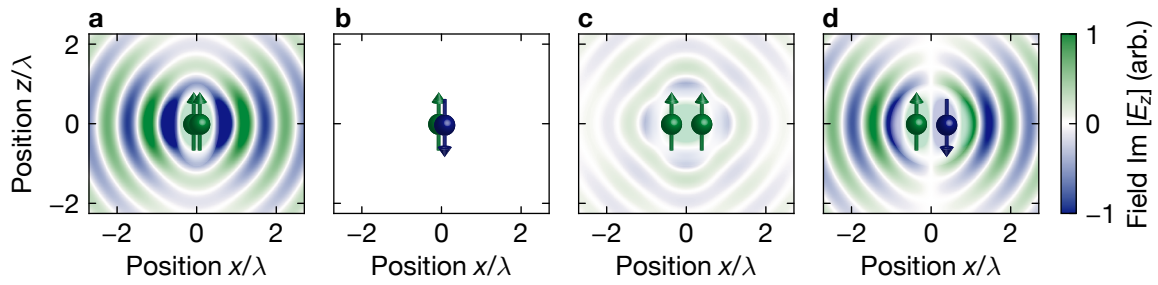 a
b
c
d
2
0
−2
Position z/λ
−2 0 2
−2 0 2
−2 0 2
−2 0 2
Position x/λ
Position x/λ
Position x/λ
Position x/λ
1
0
−1
Field Im [E_z] (arb.)